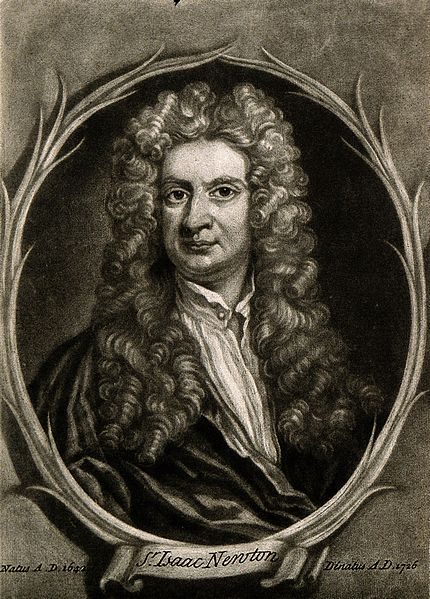 Natus A.D. 1642
Sr Isaac Newton
Denatus A.D. 1726